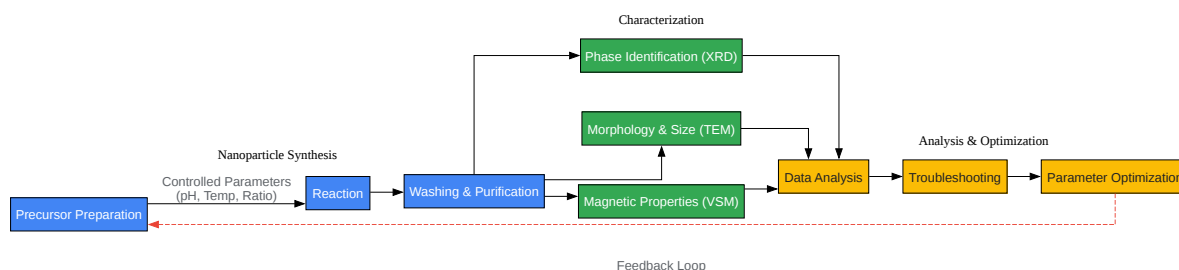 Characterization
Phase Identification (XRD)
Morphology & Size (TEM)
Analysis & Optimization
Nanoparticle Synthesis
Controlled Parameters
(pH, Temp, Ratio)
Precursor Preparation
Reaction
Washing & Purification
Magnetic Properties (VSM)
Data Analysis
Troubleshooting
Parameter Optimization
Feedback Loop